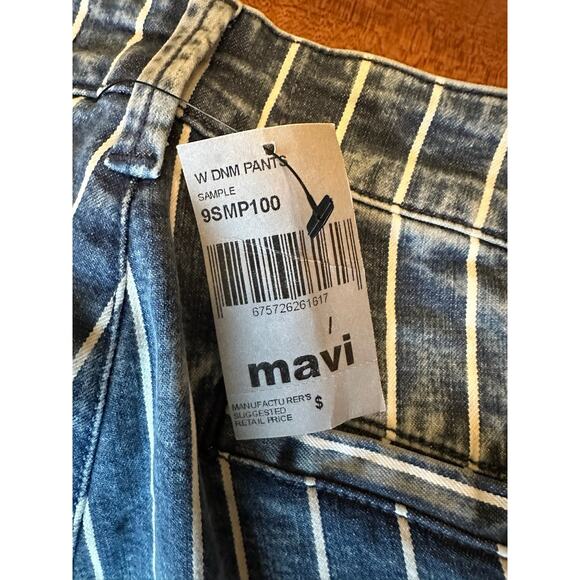 W DNM PANTS
SAMPLE
9SMP100
675726261617
mavi
MANUFACTURER'S
SUGGESTED
RETAIL PRICE
$